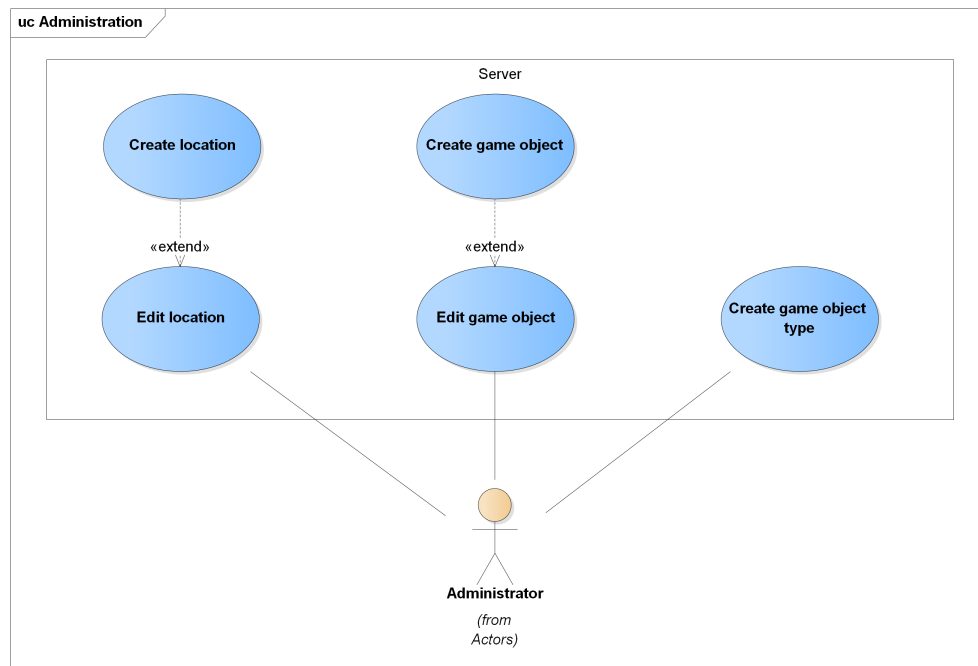 uc Administration
Server
Create location
Create game object
«extend»
«extend»
Edit location
Edit game object
Create game object
type
Administrator
(from
Actors)